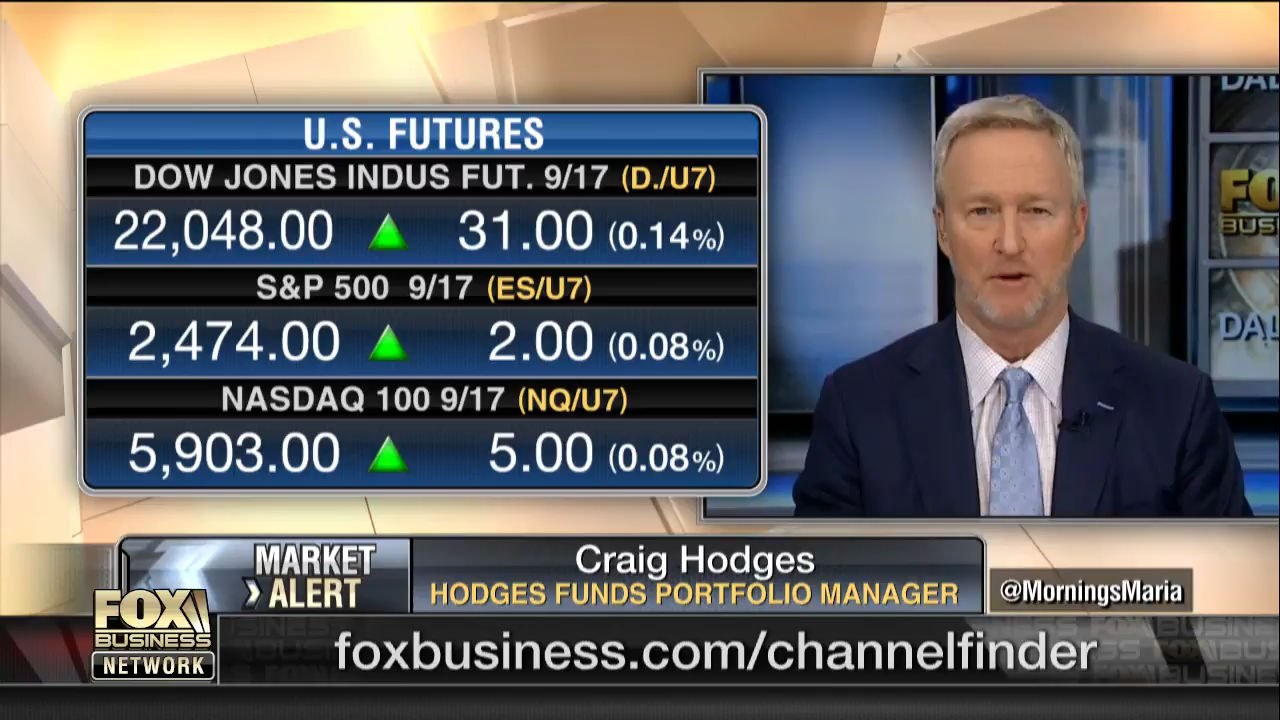 U.S. FUTURES
DOW JONES INDUS FUT. 9/17 (D./U7)
22,048.00 ▲ 31.00 (0.14%)
S&P 500 9/17 (ES/U7)
2,474.00 ▲ 2.00 (0.08%)
NASDAQ 100 9/17 (NQ/U7)
5,903.00 ▲ 5.00 (0.08%)
MARKET
ALERT
Craig Hodges
HODGES FUNDS PORTFOLIO MANAGER
@MorningsMaria
FOX
BUSINESS
NETWORK
foxbusiness.com/channelfinder